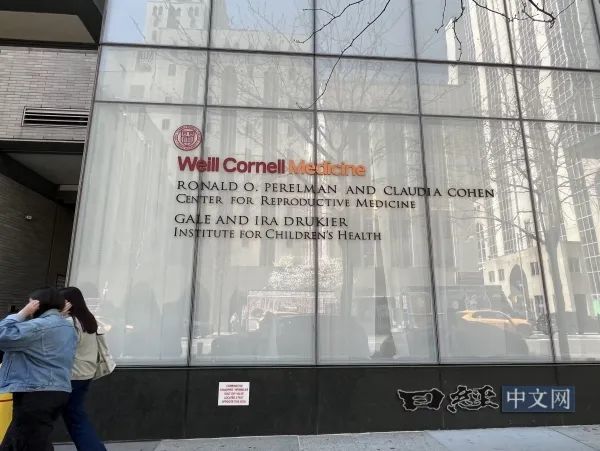 Weill Cornell Medicine
RONALD O. PERELMAN AND CLAUDIA COHEN
CENTER FOR REPRODUCTIVE MEDICINE
GALE AND IRA DRUKIER
INSTITUTE FOR CHILDREN'S HEALTH
日經 中文网